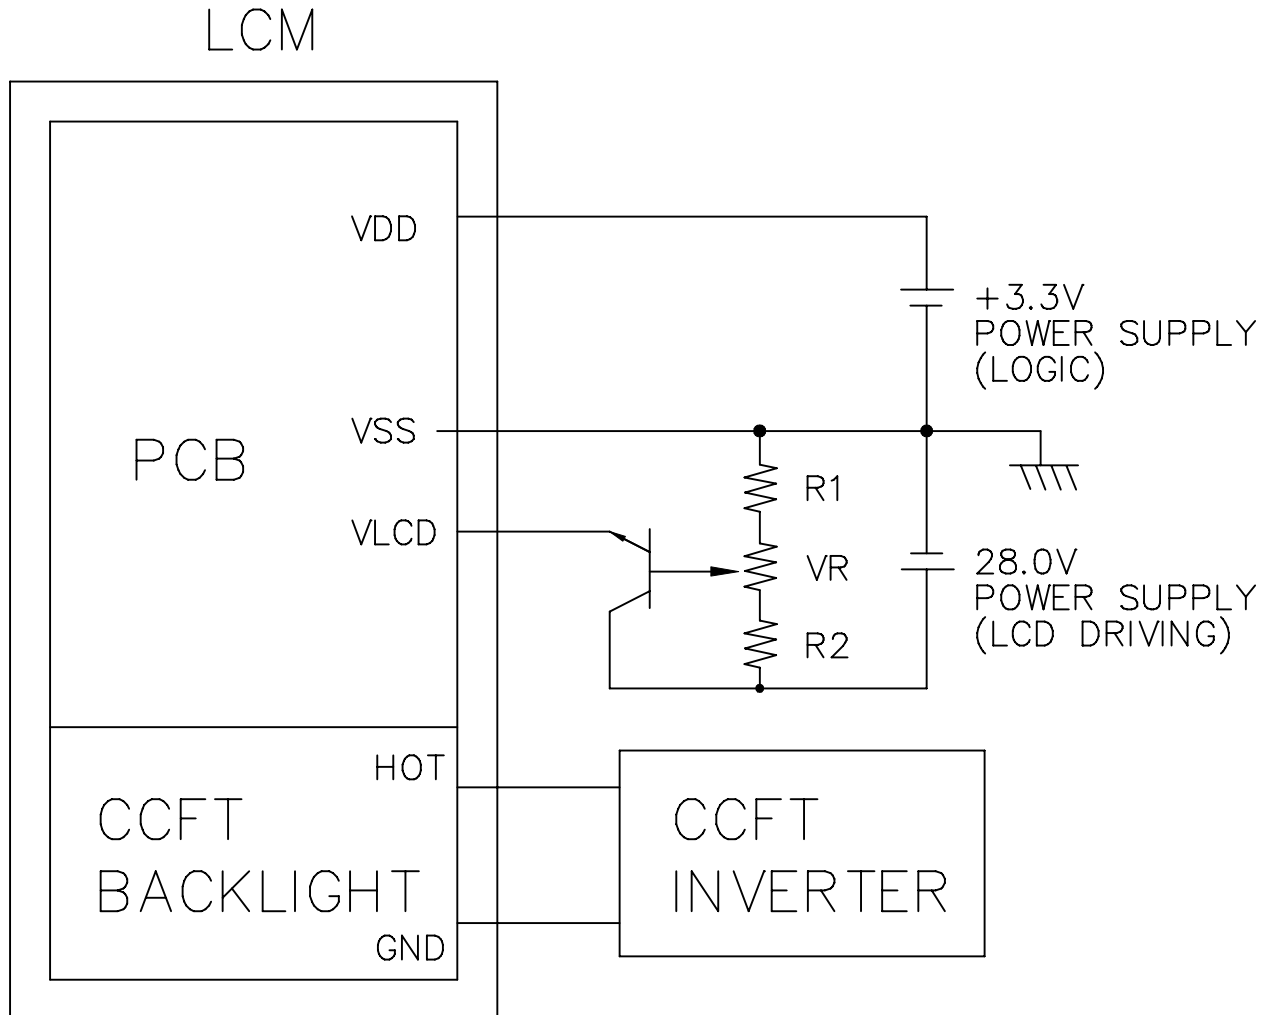 LCM
VDD
+3.3V
POWER SUPPLY
(LOGIC)
VSS
PCB
R1
VLCD
28.0V
VR
POWER SUPPLY
(LCD DRIVING)
R2
HOT
CCFT
BACKLIGHT
GND
CCFT
INVERTER